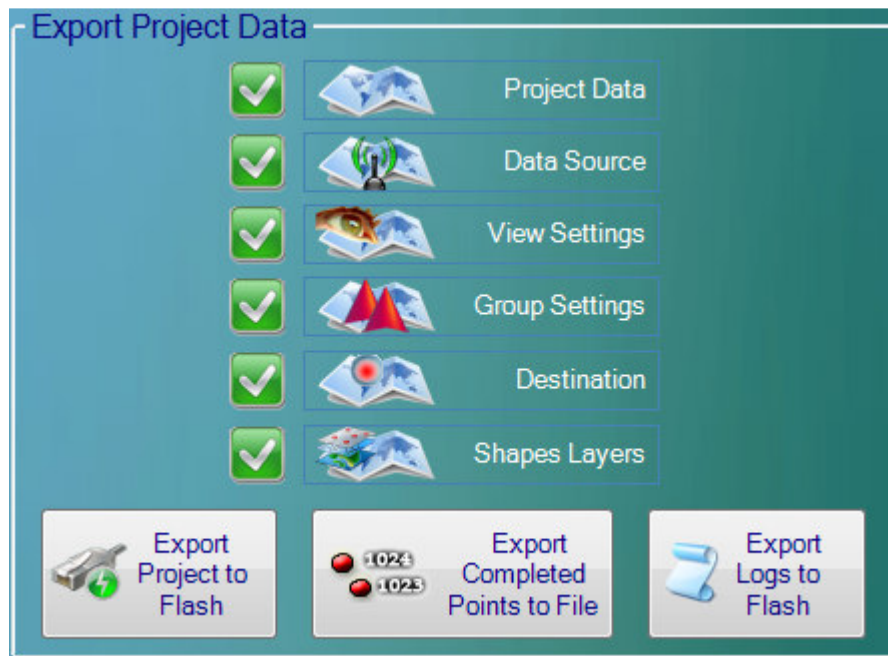 Export Project Data
Project Data
Data Source
View Settings
Group Settings
Destination
Shapes Layers
Export
Project to
Flash
1024
1023
Export
Completed
Points to File
Export
Logs to
Flash